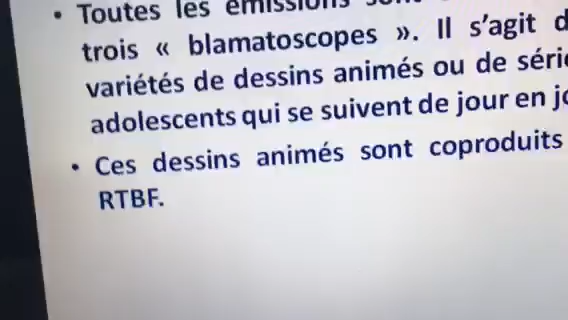 • Toutes les émissions
trois « blamatoscopes ». Il s’agit
variétés de dessins animés ou de
adolescents qui se suivent de jour en
• Ces dessins animés sont coproduits
RTBF.